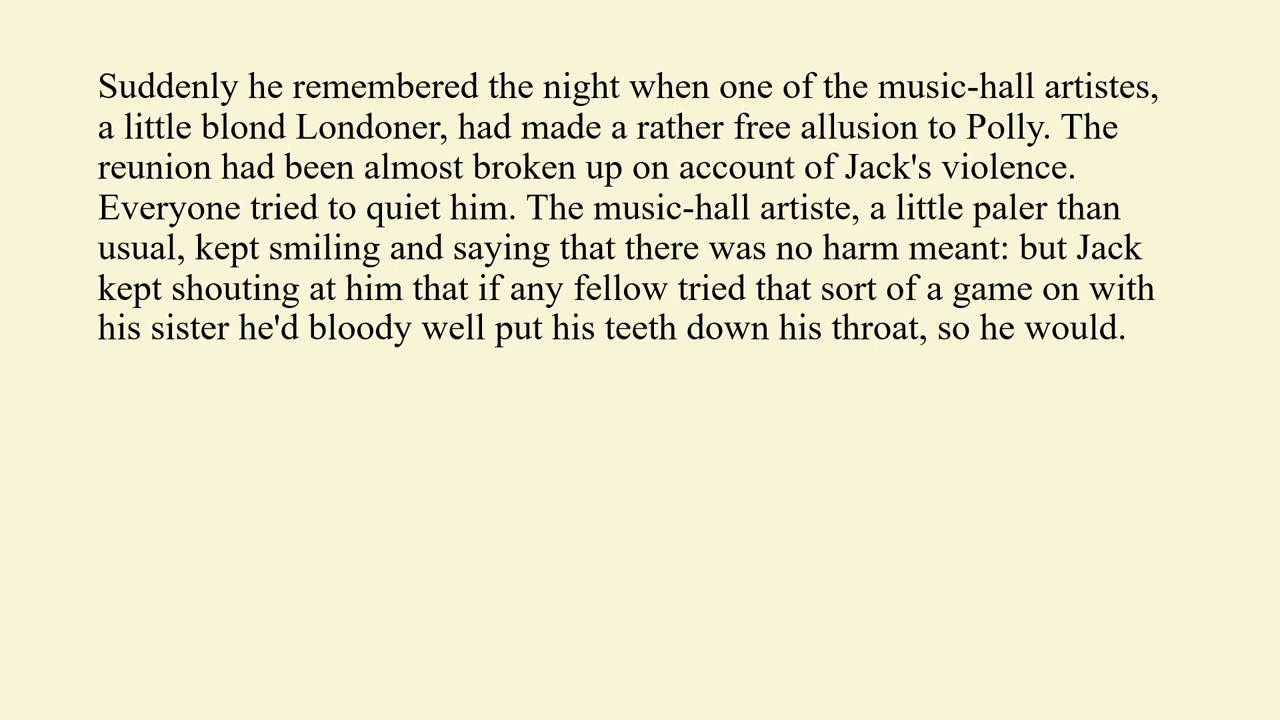 Suddenly he remembered the night when one of the music-hall artistes,
a little blond Londoner, had made a rather free allusion to Polly. The
reunion had been almost broken up on account of Jack's violence.
Everyone tried to quiet him. The music-hall artiste, a little paler than
usual, kept smiling and saying that there was no harm meant: but Jack
kept shouting at him that if any fellow tried that sort of a game on with
his sister he'd bloody well put his teeth down his throat, so he would.